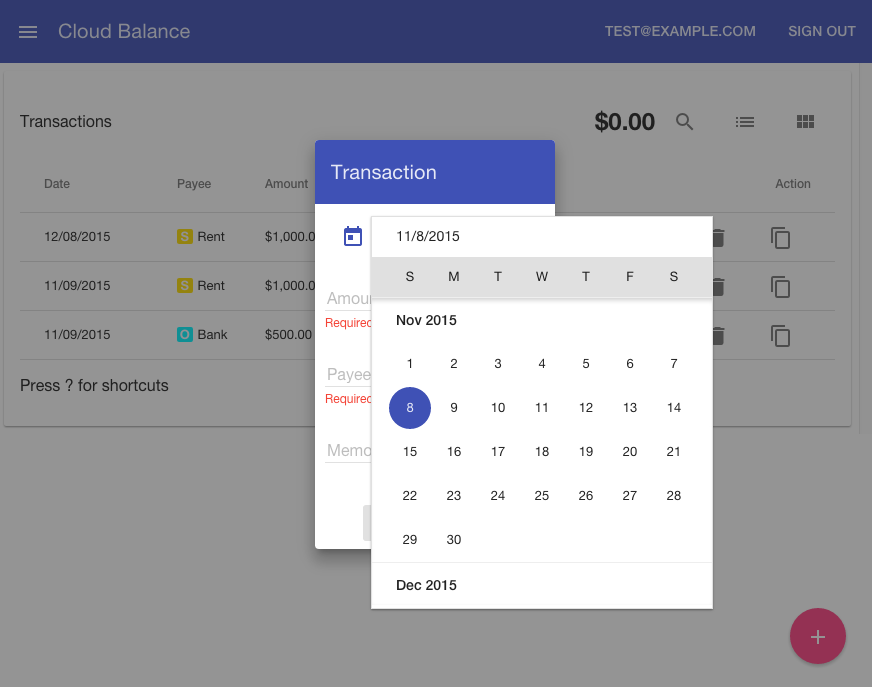 Cloud Balance TEST@EXAMPLE.COM SIGN OUT
Transactions $0.00
Date Payee Amount Action
12/08/2015 S Rent $1,000.0
11/09/2015 S Rent $1,000.0
11/09/2015 O Bank $500.00
Press ? for shortcuts
Transaction
11/8/2015
S M T W T F S
Nov 2015
1 2 3 4 5 6 7
8 9 10 11 12 13 14
15 16 17 18 19 20 21
22 23 24 25 26 27 28
29 30
Dec 2015
Amou
Required
Payee
Required
Memo